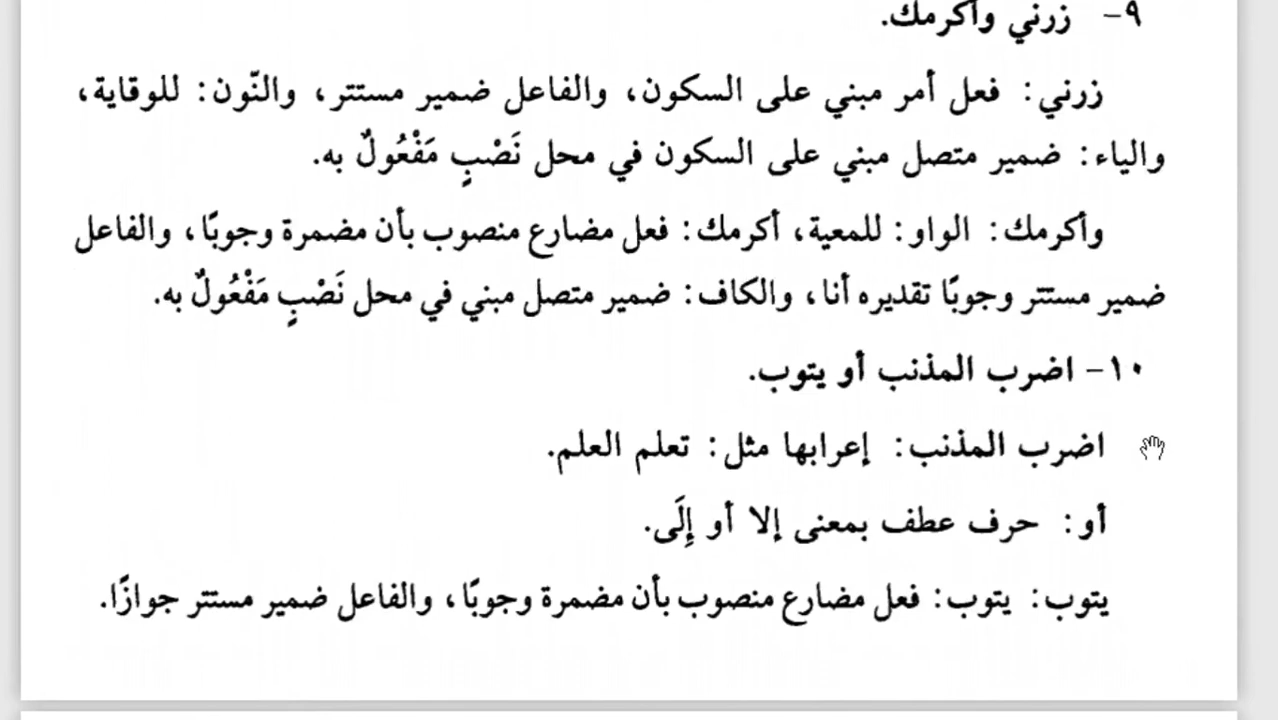 ٩- زرني وأكرمك.
زرني: فعل أمر مبني على السكون، والفاعل ضمير مستتر، والنّون: للوقاية،
والياء: ضمير متصل مبني على السكون في محل نَصْبٍ مَفْعُولٌ به.
وأكرمك: الواو: للمعية، أكرمك: فعل مضارع منصوب بأن مضمرة وجوبًا، والفاعل
ضمير مستتر وجوبًا تقديره أنا، والكاف: ضمير متصل مبني في محل نَصْبٍ مَفْعُولٌ به.
١٠- اضرب المذنب أو يتوب.
اضرب المذنب: إعرابها مثل: تعلم العلم.
أو: حرف عطف بمعنى إلا أو إِلَى.
يتوب: يتوب: فعل مضارع منصوب بأن مضمرة وجوبًا، والفاعل ضمير مستتر جوازًا.